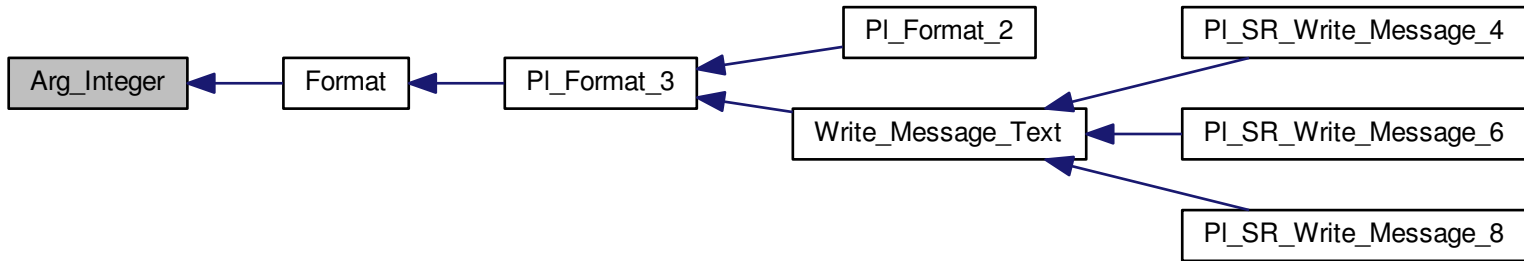 Arg_Integer
Format
Pl_Format_3
Pl_Format_2
Write_Message_Text
Pl_SR_Write_Message_4
Pl_SR_Write_Message_6
Pl_SR_Write_Message_8